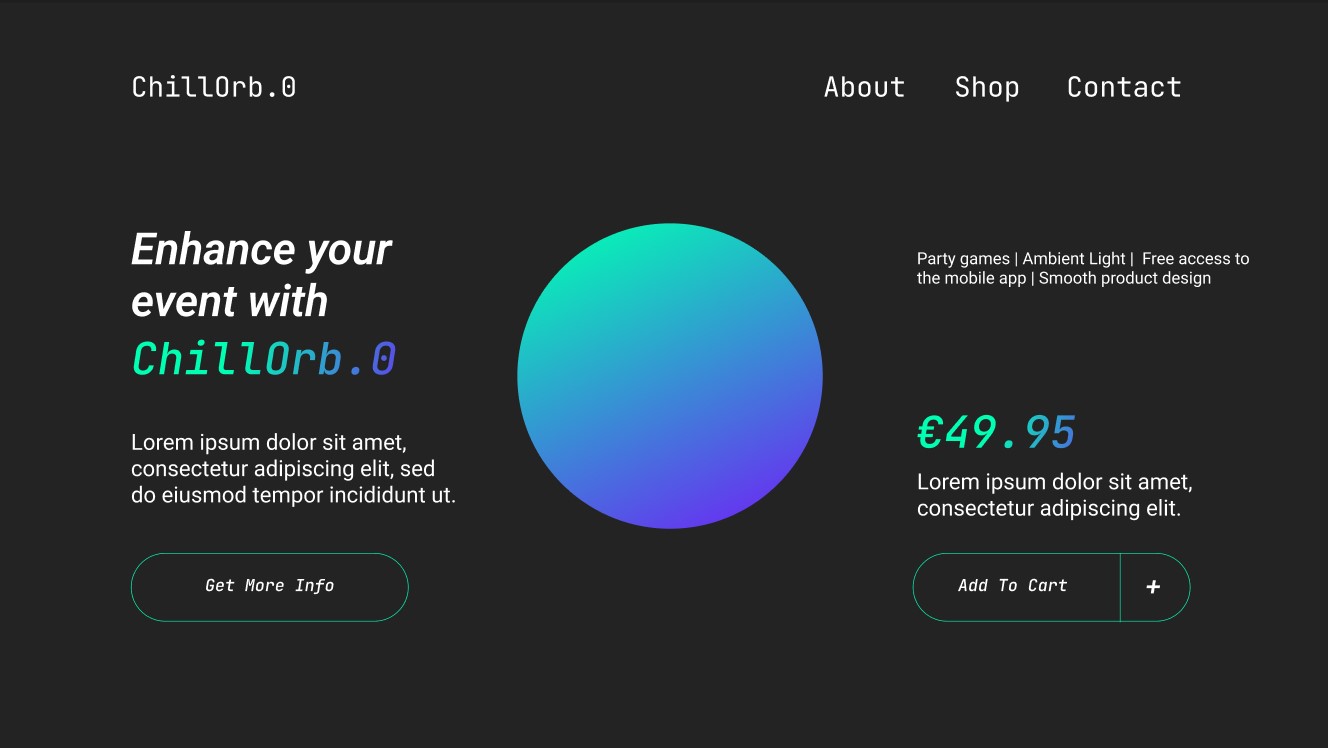 ChillOrb.0
About Shop Contact
Enhance your
event with
ChillOrb.0
Lorem ipsum dolor sit amet,
consectetur adipiscing elit, sed
do eiusmod tempor incididunt ut.
Get More Info
Party games | Ambient Light |  Free access to
the mobile app | Smooth product design
€49.95
Lorem ipsum dolor sit amet,
consectetur adipiscing elit.
Add To Cart +